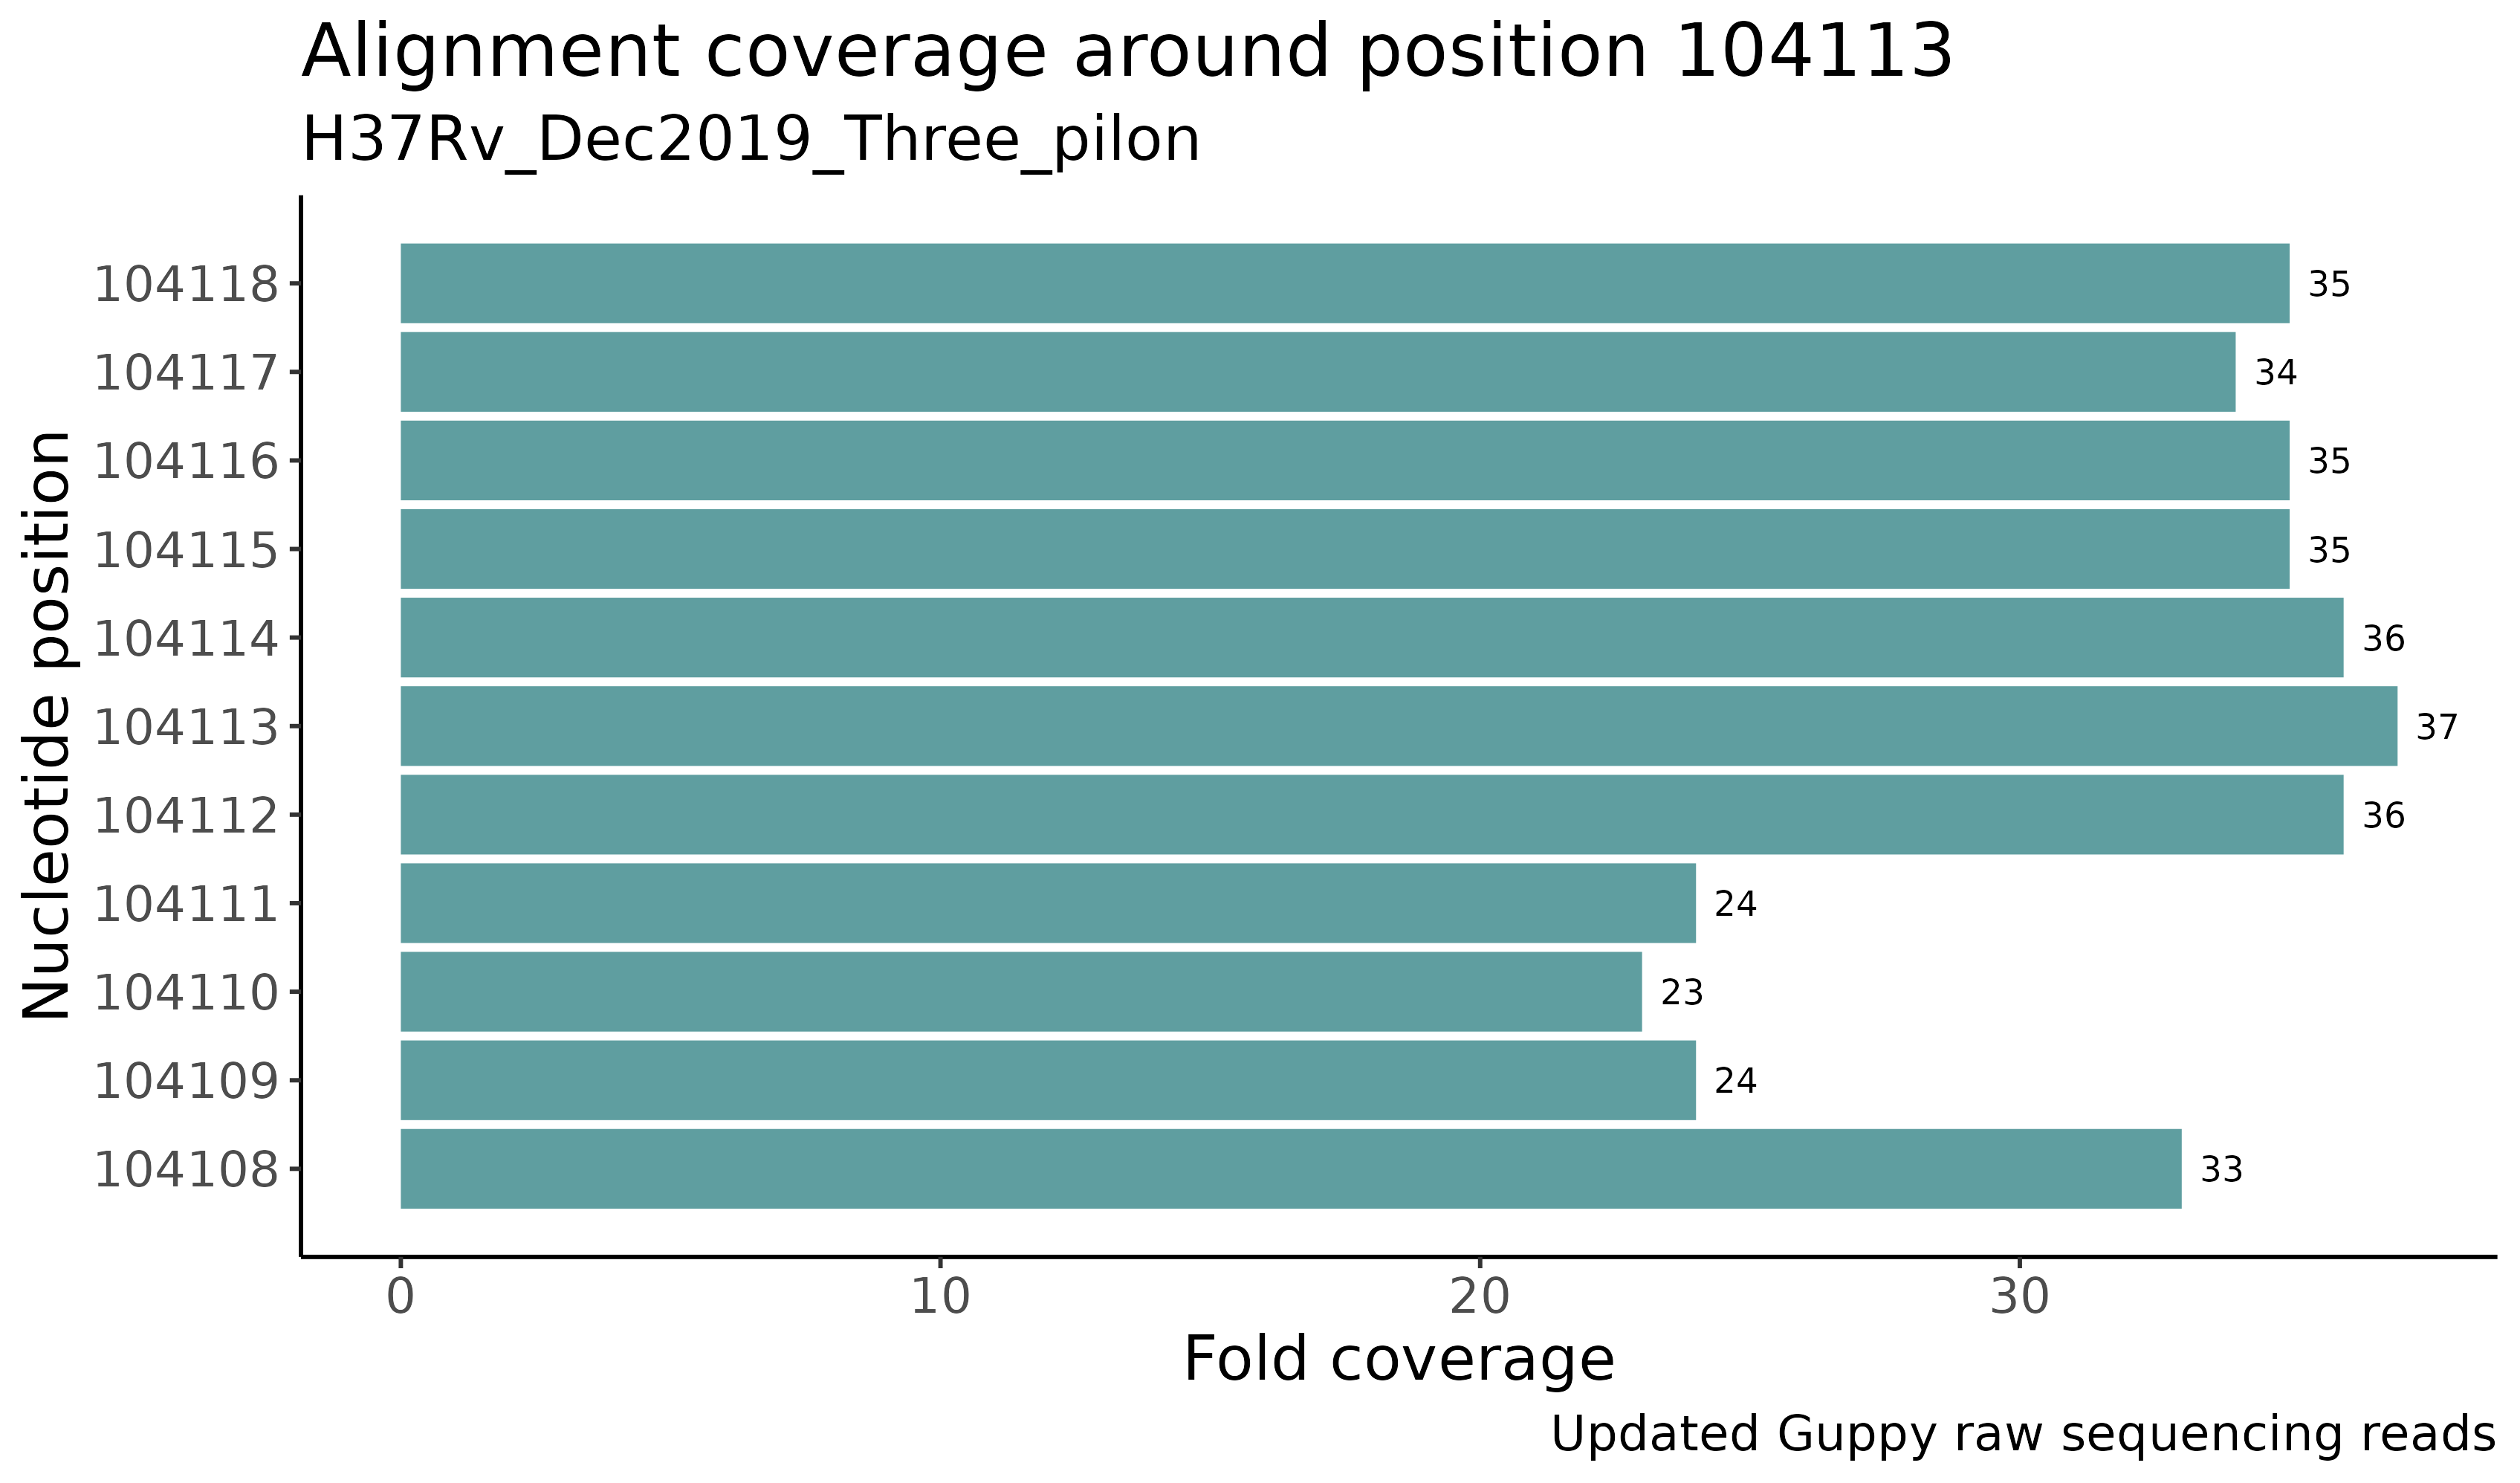 Alignment coverage around position 104113
H37Rv_Dec2019_Three_pilon
Nucleotide position
104118 35
104117 34
104116 35
104115 35
104114 36
104113 37
104112 36
104111 24
104110 23
104109 24
104108 33
0 10 20 30
Fold coverage
Updated Guppy raw sequencing reads